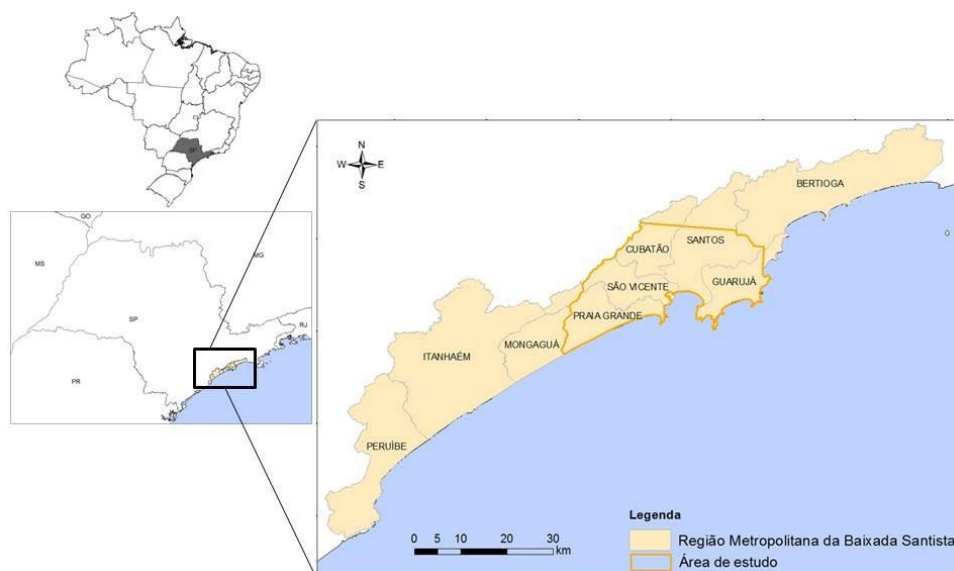 SP
GO
MS
MG
SP
RJ
PR
N
W E
S
BERTIOGA
SANTOS
CUBATÃO
GUARUJÁ
SÃO VICENTE
PRAIA GRANDE
MONGAGUÁ
ITANHAÉM
PERUÍBE
Legenda
Região Metropolitana da Baixada Santista
Área de estudo
0 5 10 20 30
km